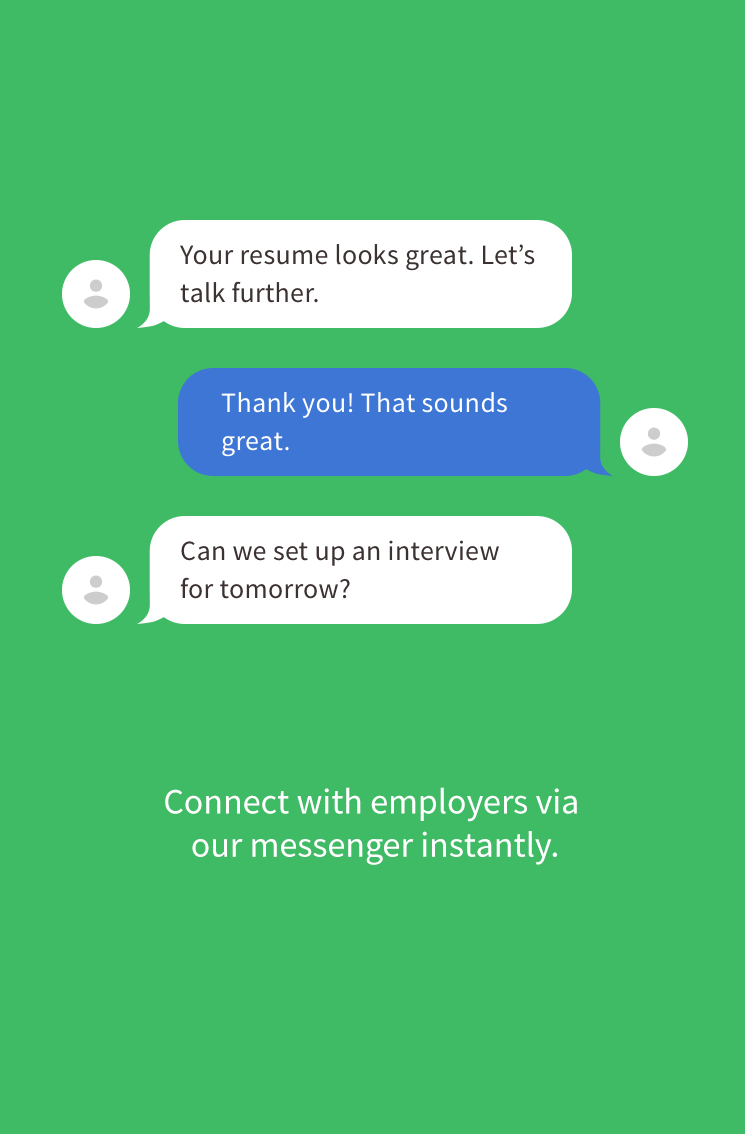 Your resume looks great. Let’s
talk further.
Thank you! That sounds
great.
Can we set up an interview
for tomorrow?
Connect with employers via
our messenger instantly.